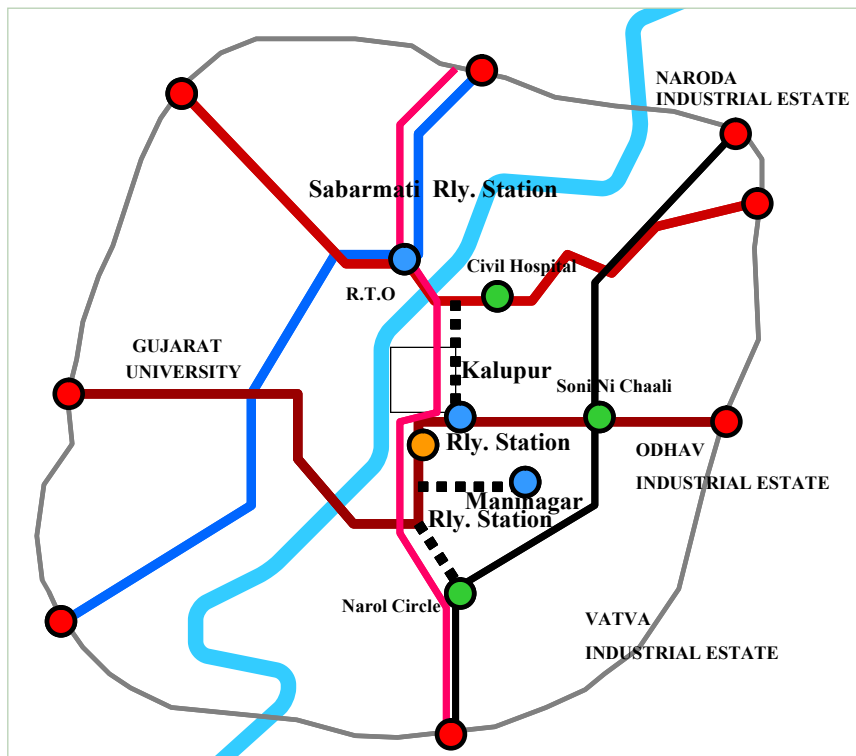 NARODA
INDUSTRIAL ESTATE
Sabarmati Rly. Station
Civil Hospital
R.T.O
GUJARAT
UNIVERSITY
Kalupur
Soni Ni Chaali
Rly. Station
ODHAV
INDUSTRIAL ESTATE
Maninagar
Rly. Station
Narol Circle
VATVA
INDUSTRIAL ESTATE